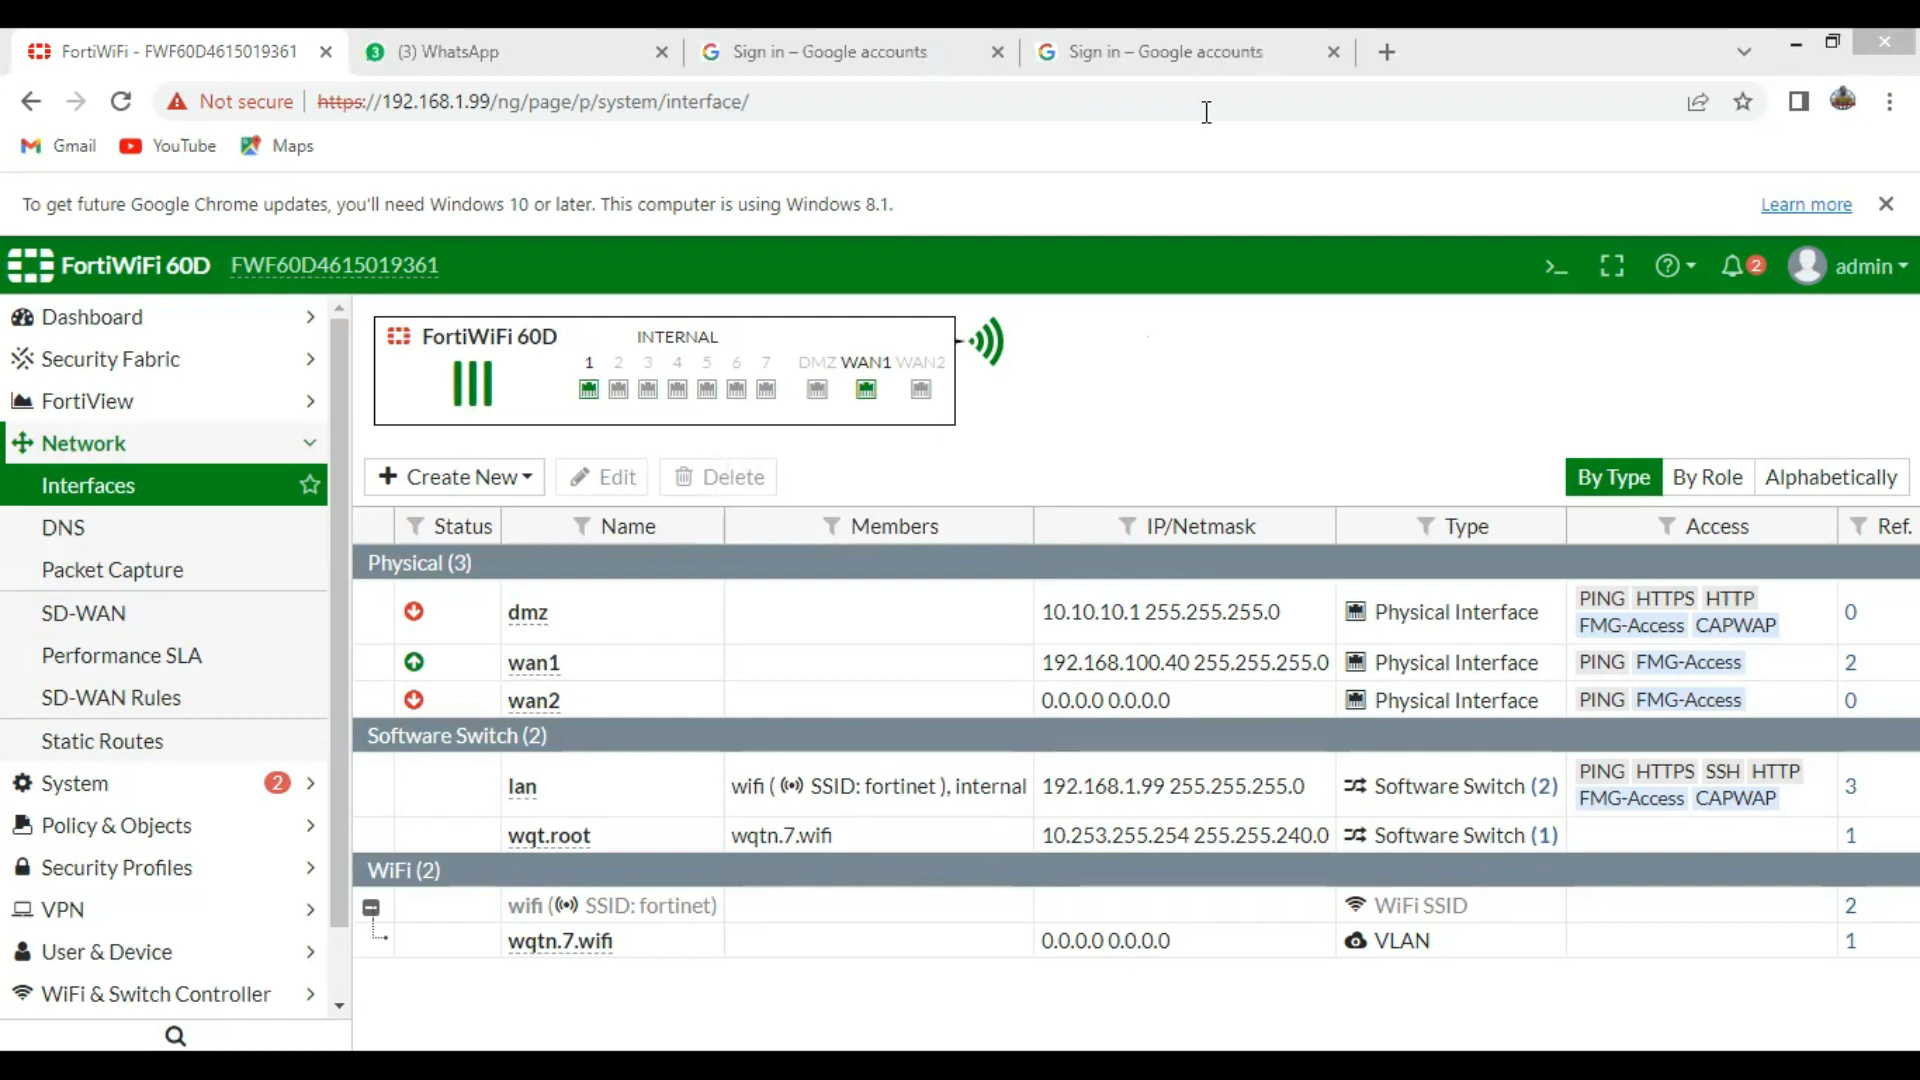 FortiWiFi - FWF60D4615019361
3 (3) WhatsApp
Sign in – Google accounts
Sign in – Google accounts
Not secure https://192.168.1.99/ng/page/p/system/interface/
Gmail YouTube Maps
To get future Google Chrome updates, you'll need Windows 10 or later. This computer is using Windows 8.1. Learn more
FortiWiFi 60D FWF60D4615019361 >_ ? 2 admin
Dashboard
Security Fabric
FortiView
Network
Interfaces
DNS
Packet Capture
SD-WAN
Performance SLA
SD-WAN Rules
Static Routes
System 2
Policy & Objects
Security Profiles
VPN
User & Device
WiFi & Switch Controller
FortiWiFi 60D INTERNAL
1 2 3 4 5 6 7 DMZ WAN1 WAN2
+ Create New Edit Delete By Type By Role Alphabetically
Status Name Members IP/Netmask Type Access Ref.
Physical (3)
dmz 10.10.10.1 255.255.255.0 Physical Interface PING HTTPS HTTP 0
FMG-Access CAPWAP
wan1 192.168.100.40 255.255.255.0 Physical Interface PING FMG-Access 2
wan2 0.0.0.0 0.0.0.0 Physical Interface PING FMG-Access 0
Software Switch (2)
lan wifi ( SSID: fortinet ), internal 192.168.1.99 255.255.255.0 Software Switch (2) PING HTTPS SSH HTTP 3
FMG-Access CAPWAP
wqt.root wqtn.7.wifi 10.253.255.254 255.255.240.0 Software Switch (1) 1
WiFi (2)
wifi ( SSID: fortinet) WiFi SSID 2
wqtn.7.wifi 0.0.0.0 0.0.0.0 VLAN 1